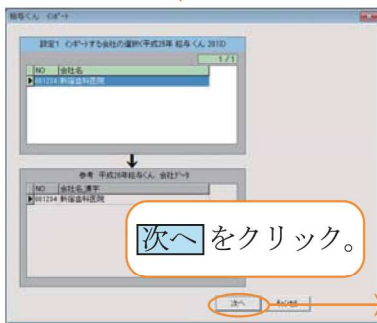 給与くん インポート
設定1 インポートする会社の選択(平成25年 給与くん 2013)
1/1
NO 会社名
001234 新宿歯科医院
参考 平成26年給与くん 会社データ
NO 会社名_漢字
001234 新宿歯科医院
次へ をクリック。
次へ キャンセル